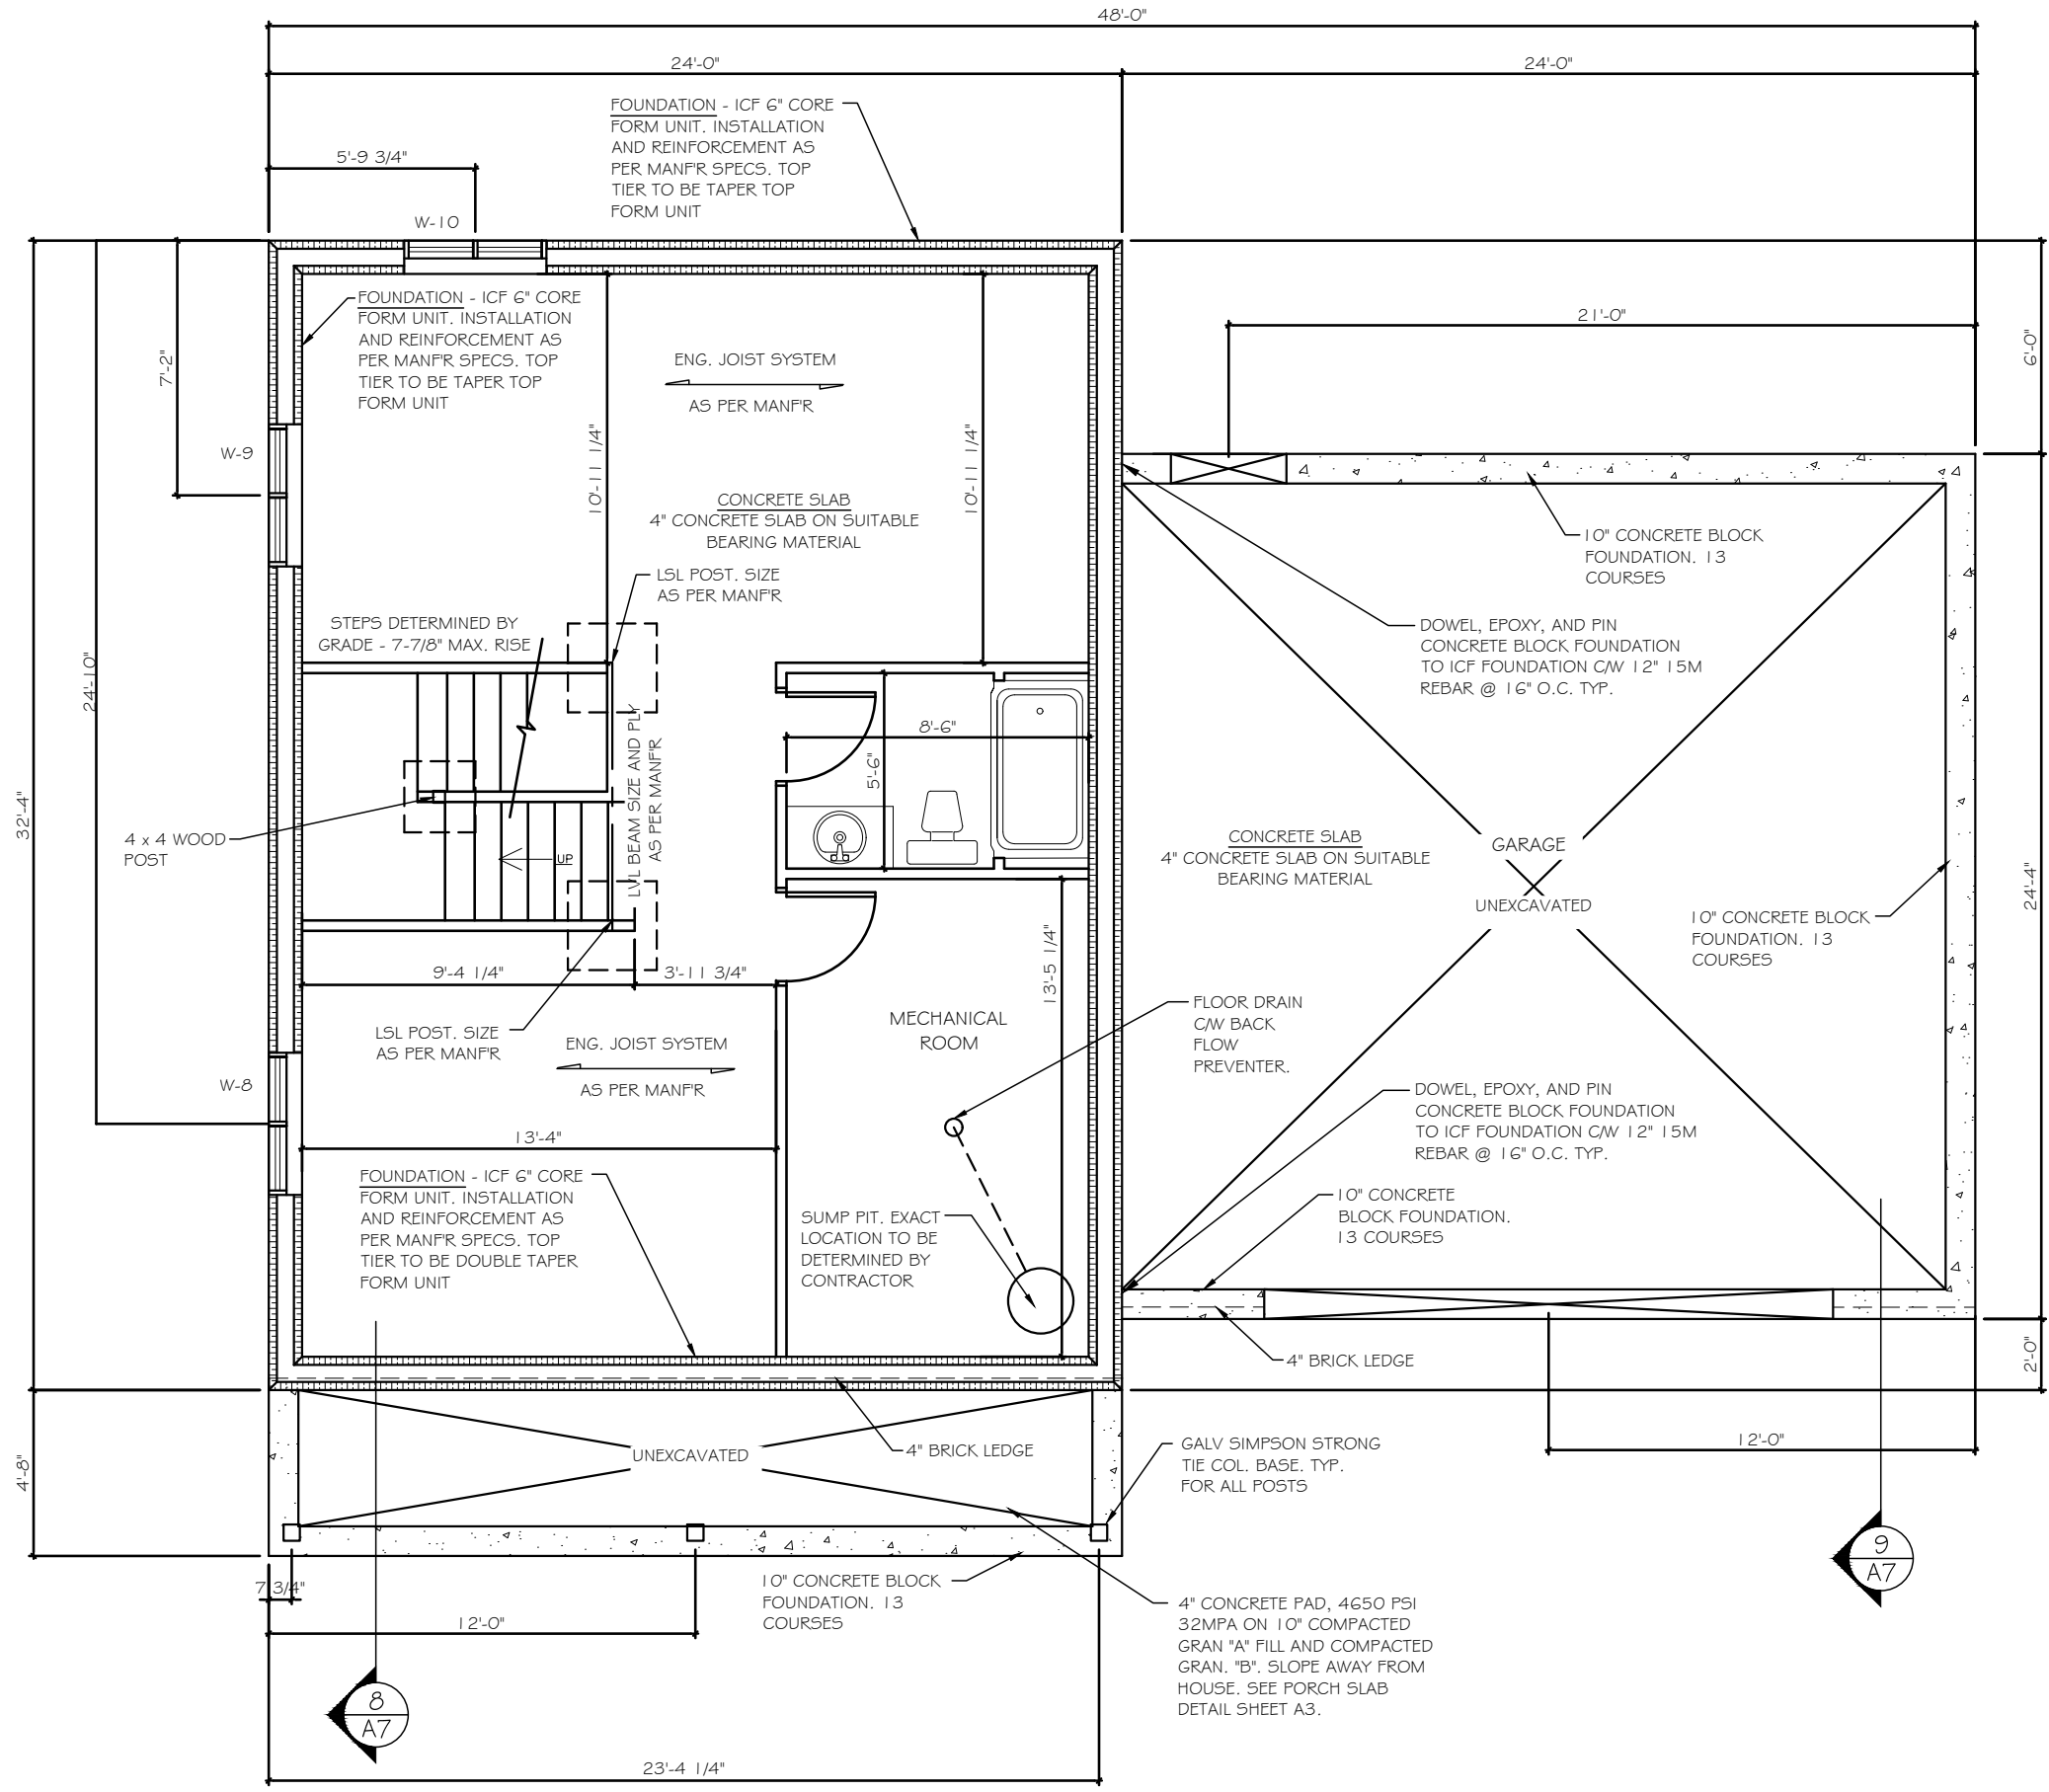 48'-0"
24'-0"
24'-0"
FOUNDATION - ICF 6" CORE
FORM UNIT. INSTALLATION
AND REINFORCEMENT AS
PER MANF'R SPECS. TOP
TIER TO BE TAPER TOP
FORM UNIT
5'-9 3/4"
W-10
FOUNDATION - ICF 6" CORE
FORM UNIT. INSTALLATION
AND REINFORCEMENT AS
PER MANF'R SPECS. TOP
TIER TO BE TAPER TOP
FORM UNIT
21'-0"
6'-0"
7'-2"
ENG. JOIST SYSTEM
AS PER MANF'R
W-9
10'-11 1/4"
10'-11 1/4"
CONCRETE SLAB
4" CONCRETE SLAB ON SUITABLE
BEARING MATERIAL
10" CONCRETE BLOCK
FOUNDATION. 13
COURSES
LSL POST. SIZE
AS PER MANF'R
STEPS DETERMINED BY
GRADE - 7-7/8" MAX. RISE
DOWEL, EPOXY, AND PIN
CONCRETE BLOCK FOUNDATION
TO ICF FOUNDATION C/W 12" 15M
REBAR @ 16" O.C. TYP.
24'-10"
32'-4"
LVL BEAM SIZE AND PLY
AS PER MANF'R
8'-6"
5'-6"
4 x 4 WOOD
POST
UP
CONCRETE SLAB
4" CONCRETE SLAB ON SUITABLE
BEARING MATERIAL
GARAGE
UNEXCAVATED
24'-4"
10" CONCRETE BLOCK
FOUNDATION. 13
COURSES
9'-4 1/4"
3'-11 3/4"
13'-5 1/4"
MECHANICAL
ROOM
FLOOR DRAIN
C/W BACK
FLOW
PREVENTER.
LSL POST. SIZE
AS PER MANF'R
ENG. JOIST SYSTEM
AS PER MANF'R
W-8
DOWEL, EPOXY, AND PIN
CONCRETE BLOCK FOUNDATION
TO ICF FOUNDATION C/W 12" 15M
REBAR @ 16" O.C. TYP.
13'-4"
FOUNDATION - ICF 6" CORE
FORM UNIT. INSTALLATION
AND REINFORCEMENT AS
PER MANF'R SPECS. TOP
TIER TO BE DOUBLE TAPER
FORM UNIT
SUMP PIT. EXACT
LOCATION TO BE
DETERMINED BY
CONTRACTOR
10" CONCRETE
BLOCK FOUNDATION.
13 COURSES
4" BRICK LEDGE
2'-0"
12'-0"
4'-8"
UNEXCAVATED
4" BRICK LEDGE
GALV SIMPSON STRONG
TIE COL. BASE. TYP.
FOR ALL POSTS
9
A7
7 3/4"
12'-0"
10" CONCRETE BLOCK
FOUNDATION. 13
COURSES
4" CONCRETE PAD, 4650 PSI
32MPA ON 10" COMPACTED
GRAN "A" FILL AND COMPACTED
GRAN. "B". SLOPE AWAY FROM
HOUSE. SEE PORCH SLAB
DETAIL SHEET A3.
8
A7
23'-4 1/4"